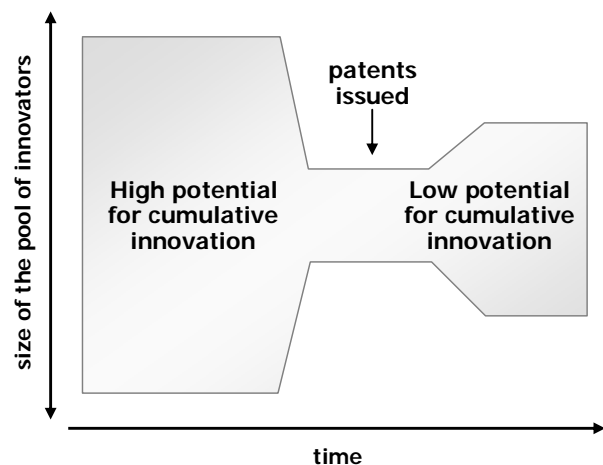 size of the pool of innovators
patents
issued
High potential
for cumulative
innovation
Low potential
for cumulative
innovation
time